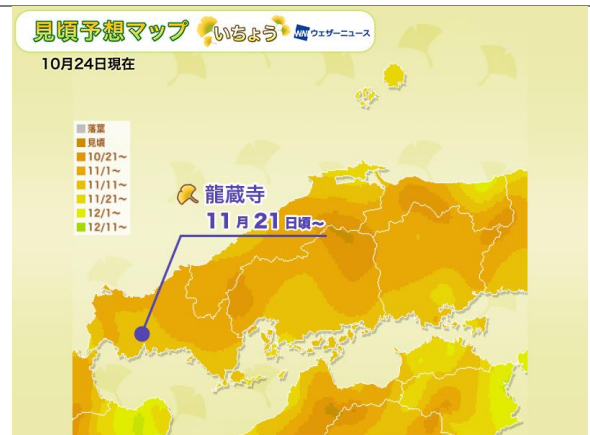 見頃予想マップ いちょう WN ウェザーニュース
10月24日現在
落葉
見頃
10/21〜
11/1〜
11/11〜
11/21〜
12/1〜
12/11〜
龍蔵寺
11月21日頃〜